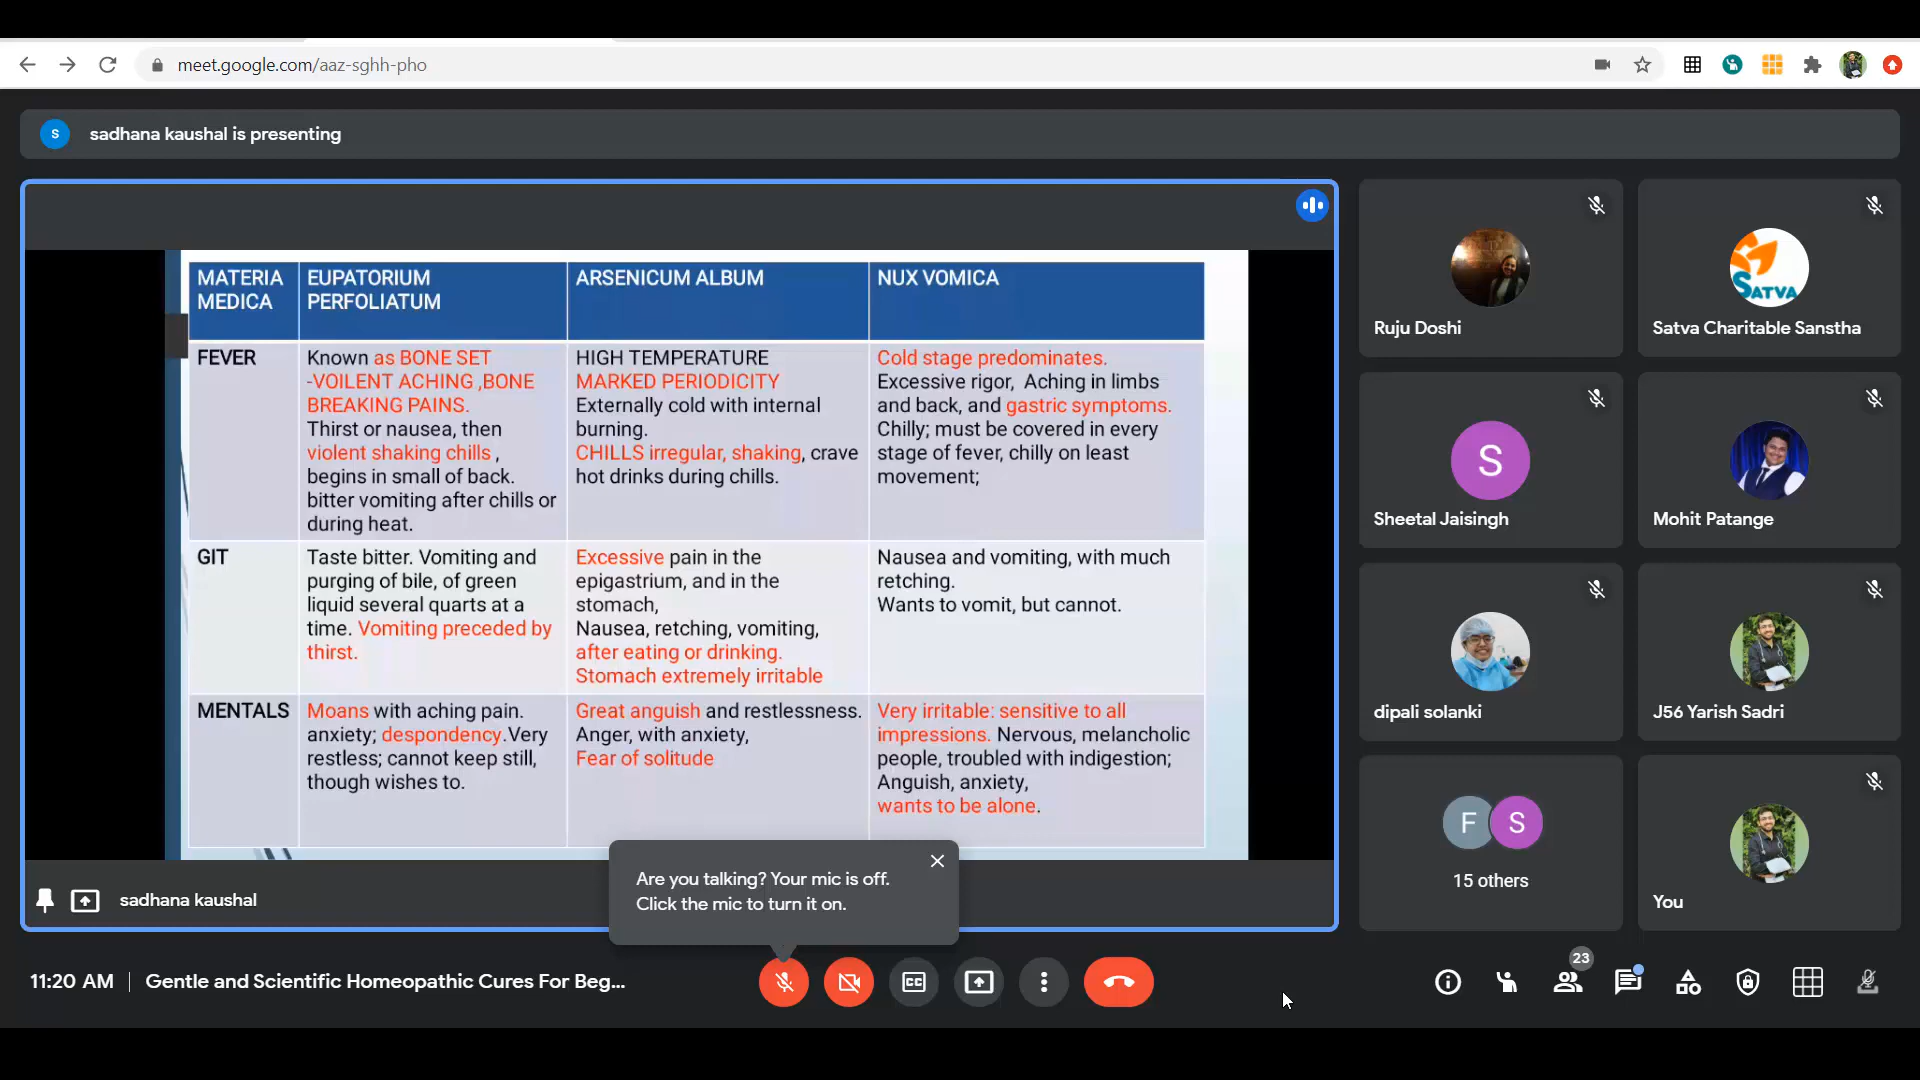 meet.google.com/aaz-sghh-pho
S
sadhana kaushal is presenting
MATERIA
MEDICA
EUPATORIUM
PERFOLIATUM
ARSENICUM ALBUM
NUX VOMICA
FEVER
Known as BONE SET
-VOILENT ACHING ,BONE
BREAKING PAINS.
Thirst or nausea, then
violent shaking chills ,
begins in small of back.
bitter vomiting after chills or
during heat.
HIGH TEMPERATURE
MARKED PERIODICITY
Externally cold with internal
burning.
CHILLS irregular, shaking, crave
hot drinks during chills.
Cold stage predominates.
Excessive rigor, Aching in limbs
and back, and gastric symptoms.
Chilly; must be covered in every
stage of fever, chilly on least
movement;
GIT
Taste bitter. Vomiting and
purging of bile, of green
liquid several quarts at a
time. Vomiting preceded by
thirst.
Excessive pain in the
epigastrium, and in the
stomach,
Nausea, retching, vomiting,
after eating or drinking.
Stomach extremely irritable
Nausea and vomiting, with much
retching.
Wants to vomit, but cannot.
MENTALS
Moans with aching pain.
anxiety; despondency.Very
restless; cannot keep still,
though wishes to.
Great anguish and restlessness.
Anger, with anxiety,
Fear of solitude
Very irritable: sensitive to all
impressions. Nervous, melancholic
people, troubled with indigestion;
Anguish, anxiety,
wants to be alone.
sadhana kaushal
Are you talking? Your mic is off.
Click the mic to turn it on.
Ruju Doshi
SATVA
Satva Charitable Sanstha
S
Sheetal Jaisingh
Mohit Patange
dipali solanki
J56 Yarish Sadri
F S
15 others
You
11:20 AM | Gentle and Scientific Homeopathic Cures For Beg...
CC
23